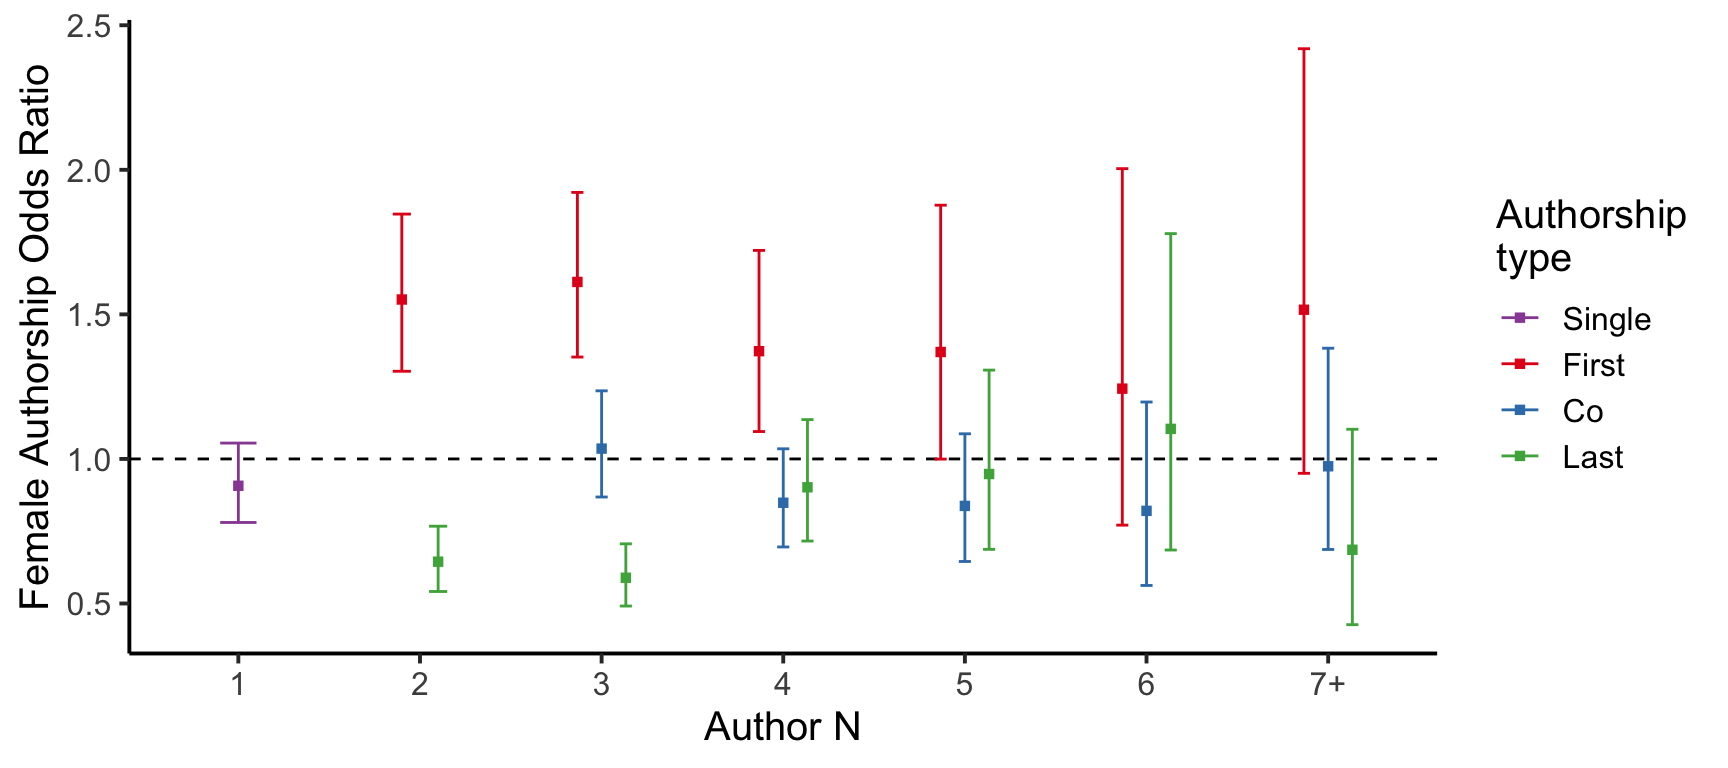 Female Authorship Odds Ratio
2.5
2.0
1.5
1.0
0.5
1 2 3 4 5 6 7+
Author N
Authorship
type
Single
First
Co
Last